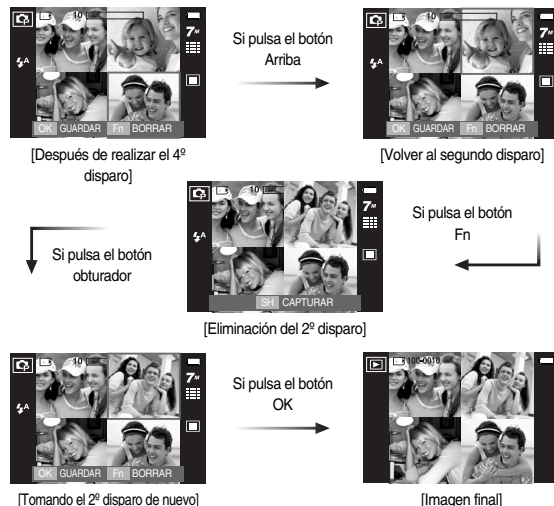 10
7M
OK GUARDAR Fn BORRAR
[Después de realizar el 4º
disparo]
Si pulsa el botón
Arriba
10
7M
OK GUARDAR Fn BORRAR
[Volver al segundo disparo]
Si pulsa el botón
Fn
10
7M
SH CAPTURAR
[Eliminación del 2º disparo]
Si pulsa el botón
obturador
10
7M
OK GUARDAR Fn BORRAR
[Tomando el 2º disparo de nuevo]
Si pulsa el botón
OK
100-0010
[Imagen final]